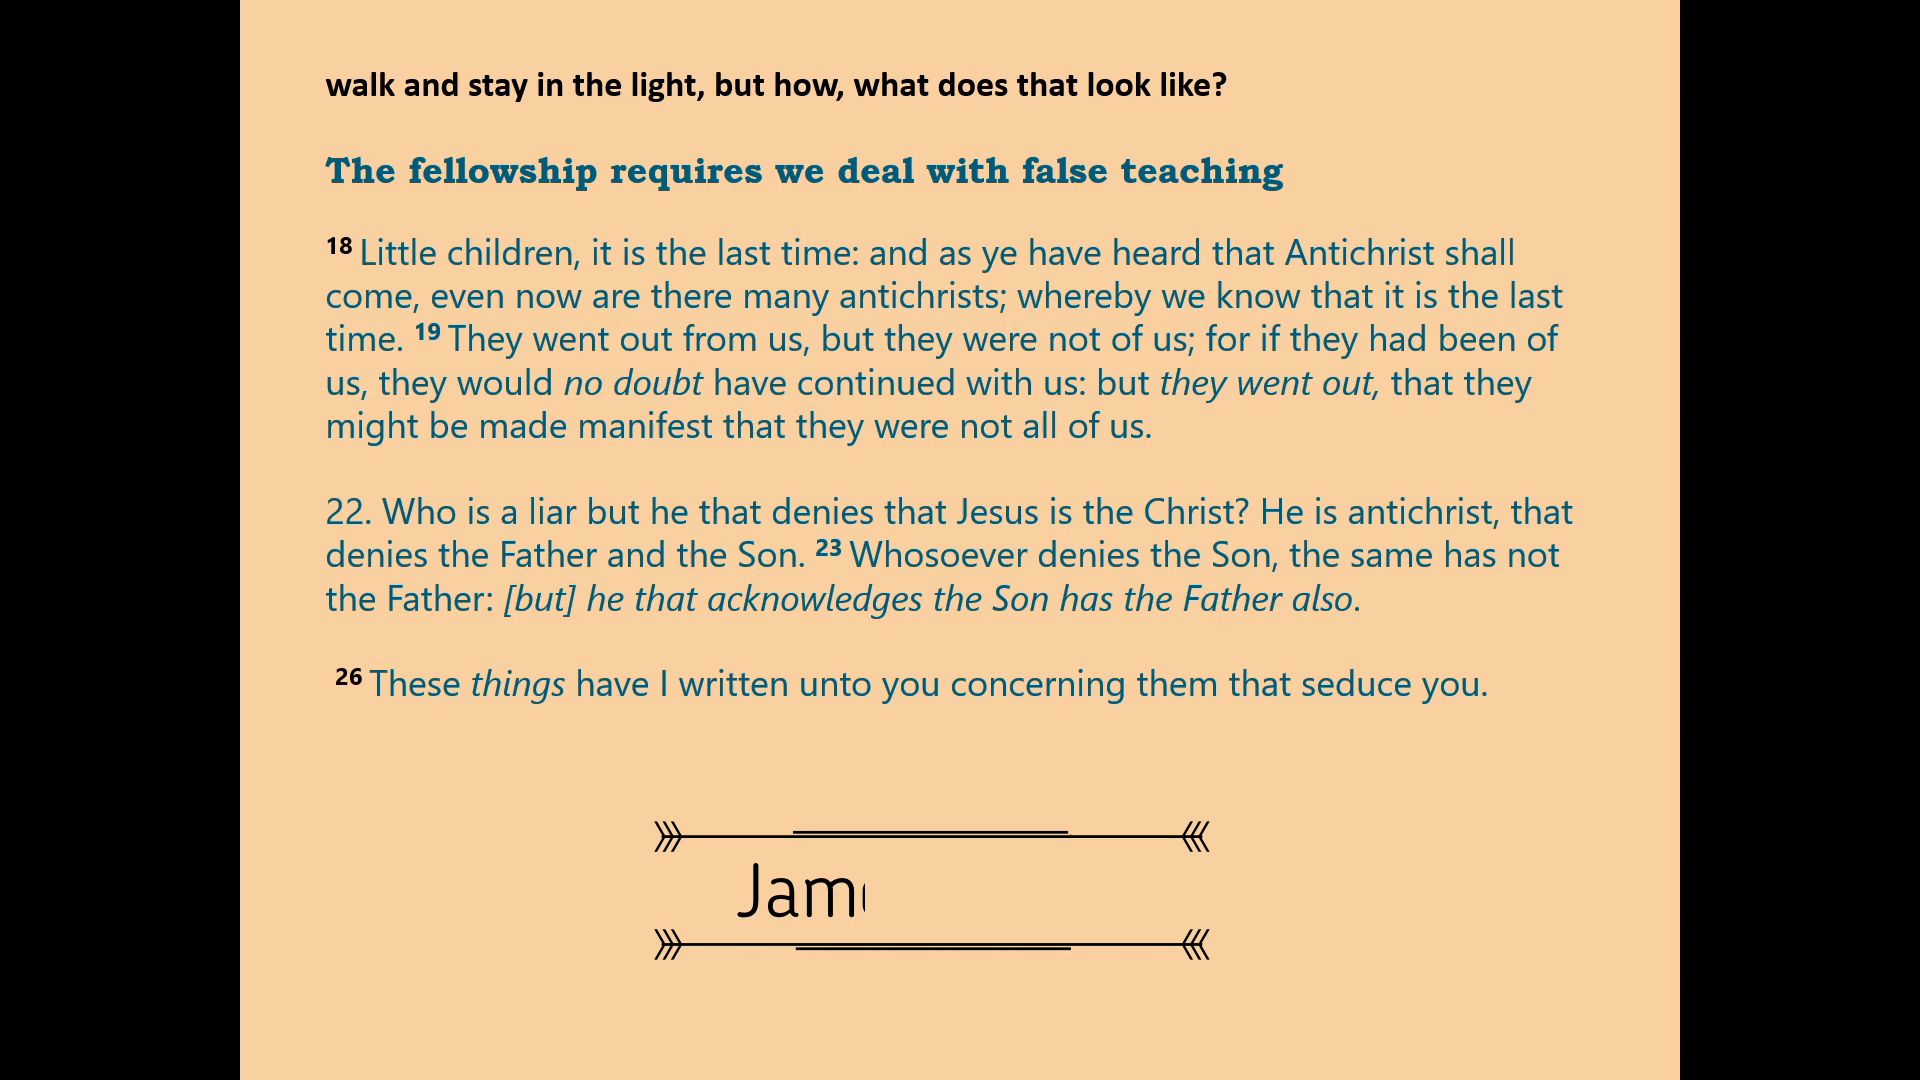 walk and stay in the light, but how, what does that look like?
The fellowship requires we deal with false teaching
18 Little children, it is the last time: and as ye have heard that Antichrist shall
come, even now are there many antichrists; whereby we know that it is the last
time. 19 They went out from us, but they were not of us; for if they had been of
us, they would no doubt have continued with us: but they went out, that they
might be made manifest that they were not all of us.
22. Who is a liar but he that denies that Jesus is the Christ? He is antichrist, that
denies the Father and the Son. 23 Whosoever denies the Son, the same has not
the Father: [but] he that acknowledges the Son has the Father also.
26 These things have I written unto you concerning them that seduce you.